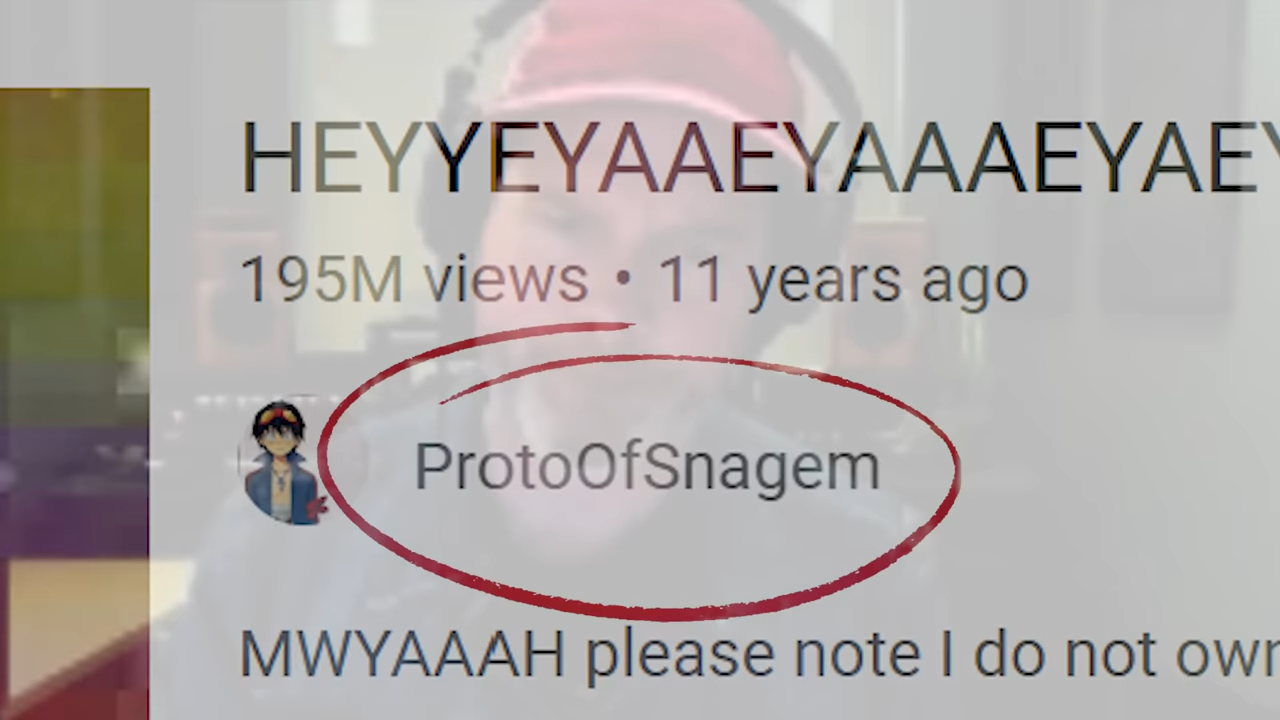 HEYYEYAAEYAAAEYAEY
195M views • 11 years ago
ProtoOfSnagem
MWYAAAH please note I do not own